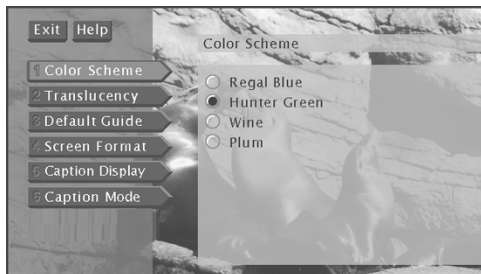 Exit Help
Color Scheme
1 Color Scheme
2 Translucency
3 Default Guide
4 Screen Format
5 Caption Display
6 Caption Mode
Regal Blue
Hunter Green
Wine
Plum